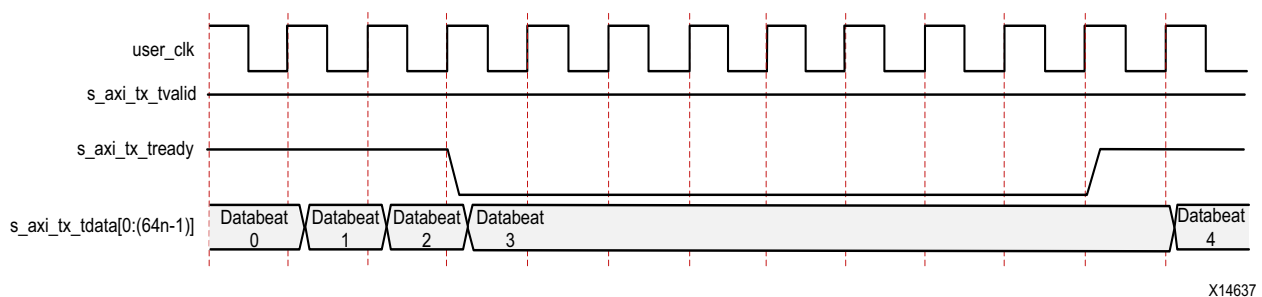 user_clk
s_axi_tx_tvalid
s_axi_tx_tready
s_axi_tx_tdata[0:(64n-1)]
Databeat
0
Databeat
1
Databeat
2
Databeat
3
Databeat
4
X14637